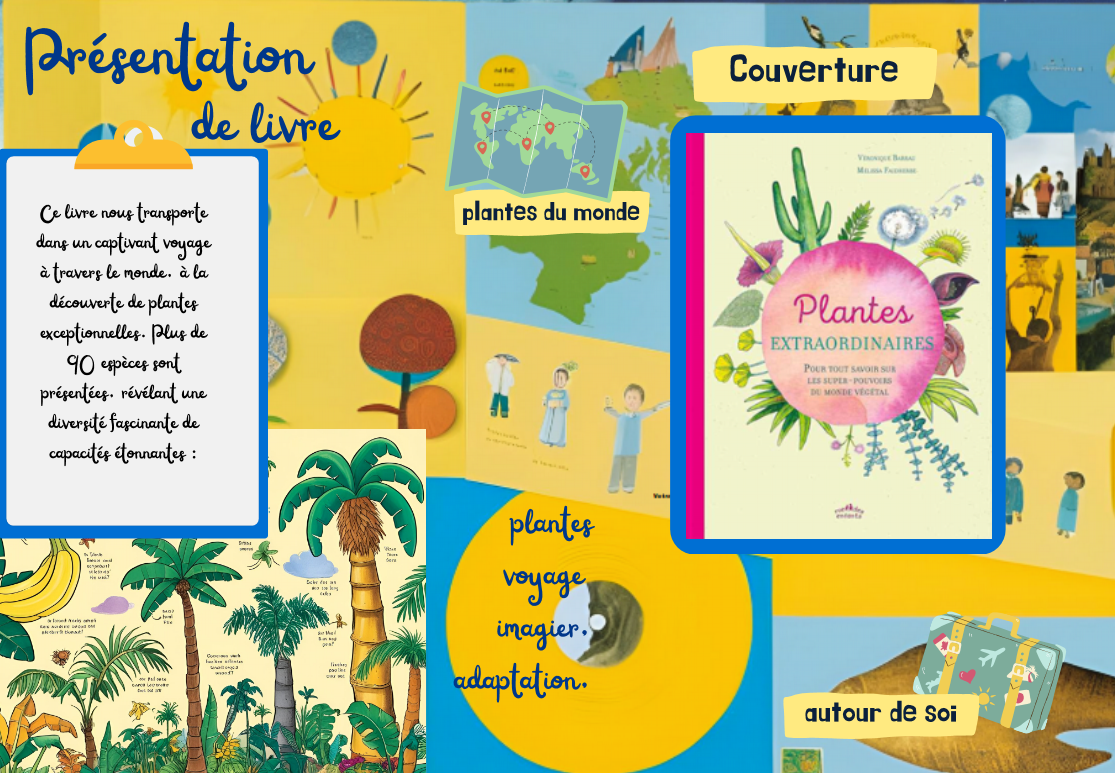 Présentation
de livre
Ce livre nous transporte
dans un captivant voyage
à travers le monde. à la
découverte de plantes
exceptionnelles. Plus de
90 espèces sont
présentées. révélant une
diversité fascinante de
capacités étonnantes :
plantes du monde
Couverture
Véronique Barrau
Plantes
EXTRAORDINAIRES
Pour tout savoir sur
les super-pouvoirs
du monde végétal
plantes
voyage
imagier.
adaptation.
autour de soi